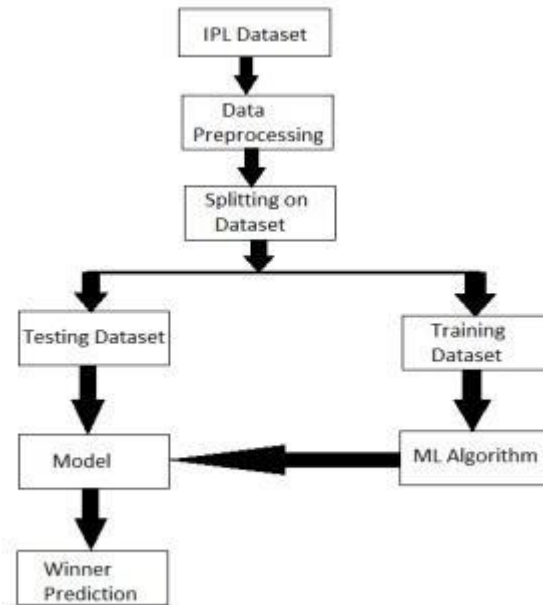 IPL Dataset
Data
Preprocessing
Splitting on
Dataset
Testing Dataset
Training
Dataset
Model
ML Algorithm
Winner
Prediction